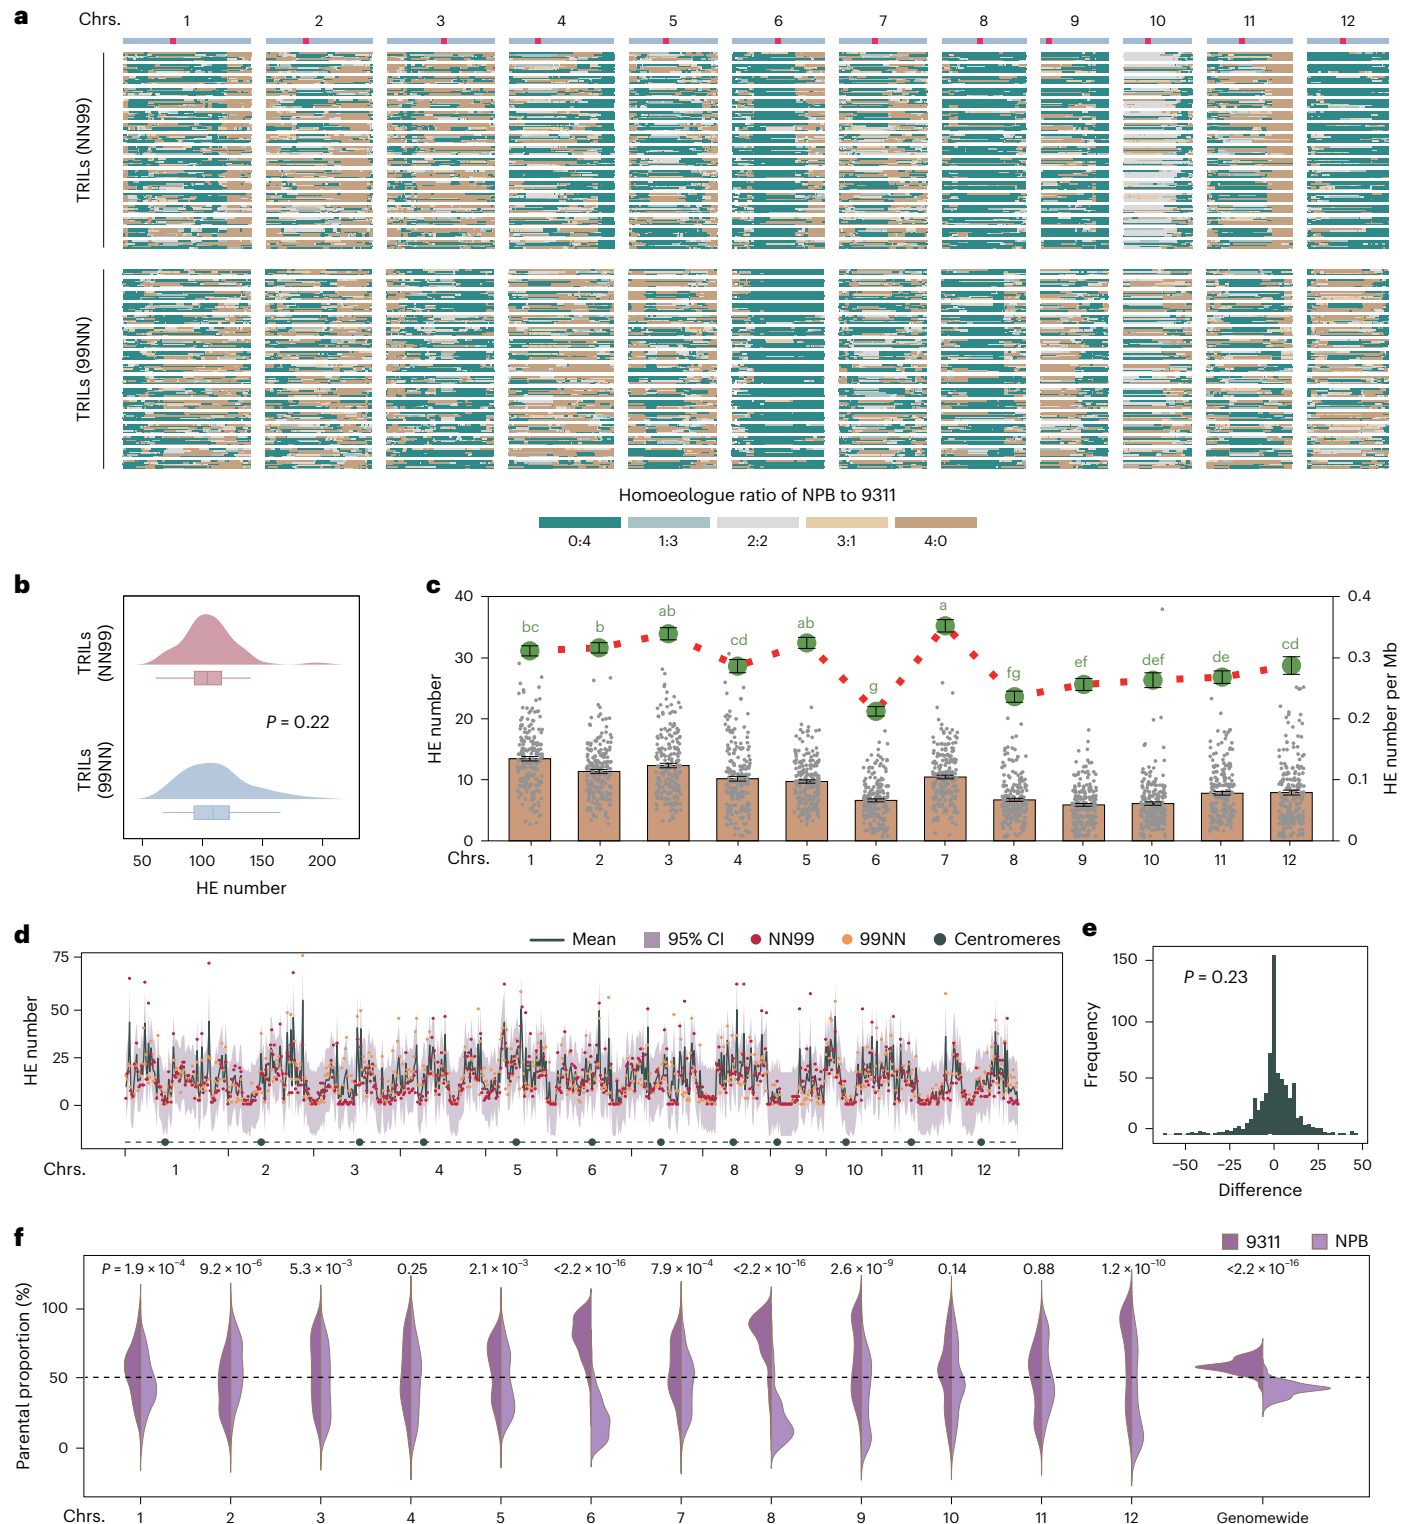 a
Chrs. 1 2 3 4 5 6 7 8 9 10 11 12
TRILs (NN99)
TRILs (99NN)
Homoeologue ratio of NPB to 9311
0:4 1:3 2:2 3:1 4:0
b
TRILs (NN99)
P = 0.22
TRILs (99NN)
50 100 150 200
HE number
c
40 30 20 10 0
HE number
bc b ab cd ab g a fg ef def de cd
0.4 0.3 0.2 0.1 0
HE number per Mb
Chrs. 1 2 3 4 5 6 7 8 9 10 11 12
d
Mean 95% CI NN99 99NN Centromeres
75 50 25 0
HE number
Chrs. 1 2 3 4 5 6 7 8 9 10 11 12
e
P = 0.23
150 100 50 0
Frequency
−50 −25 0 25 50
Difference
f
9311 NPB
P = 1.9 × 10⁻⁴ 9.2 × 10⁻⁶ 5.3 × 10⁻³ 0.25 2.1 × 10⁻³ <2.2 × 10⁻¹⁶ 7.9 × 10⁻⁴ <2.2 × 10⁻¹⁶ 2.6 × 10⁻⁹ 0.14 0.88 1.2 × 10⁻¹⁰ <2.2 × 10⁻¹⁶
100 50 0
Parental proportion (%)
Chrs. 1 2 3 4 5 6 7 8 9 10 11 12 Genomewide